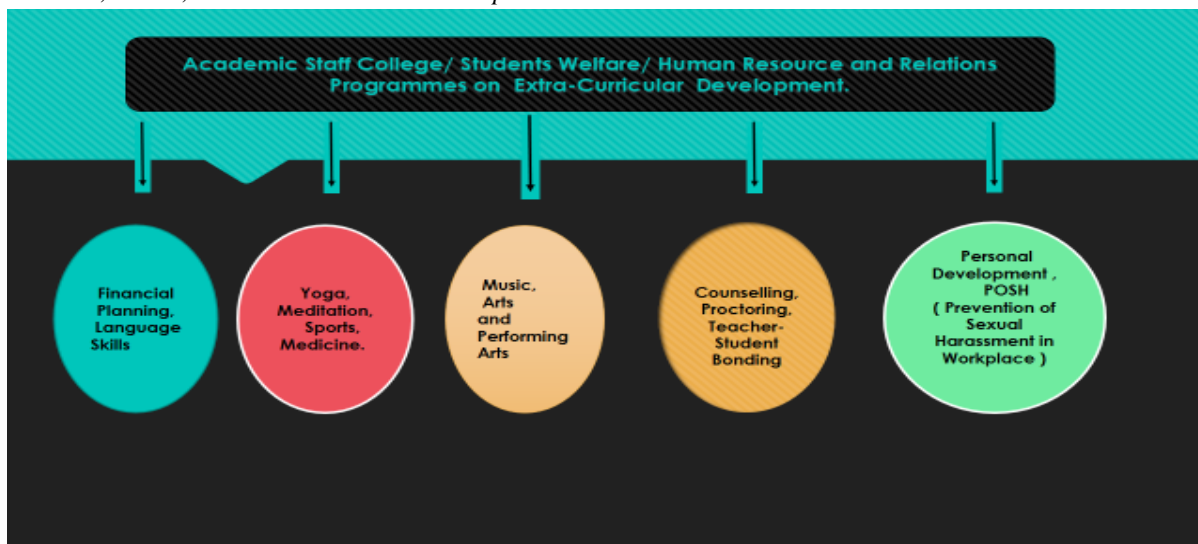 Academic Staff College/ Students Welfare/ Human Resource and Relations
Programmes on Extra-Curricular Development.
Financial
Planning,
Language
Skills
Yoga,
Meditation,
Sports,
Medicine.
Music,
Arts
and
Performing
Arts
Counselling,
Proctoring,
Teacher-
Student
Bonding
Personal
Development ,
POSH
( Prevention of
Sexual
Harassment in
Workplace )